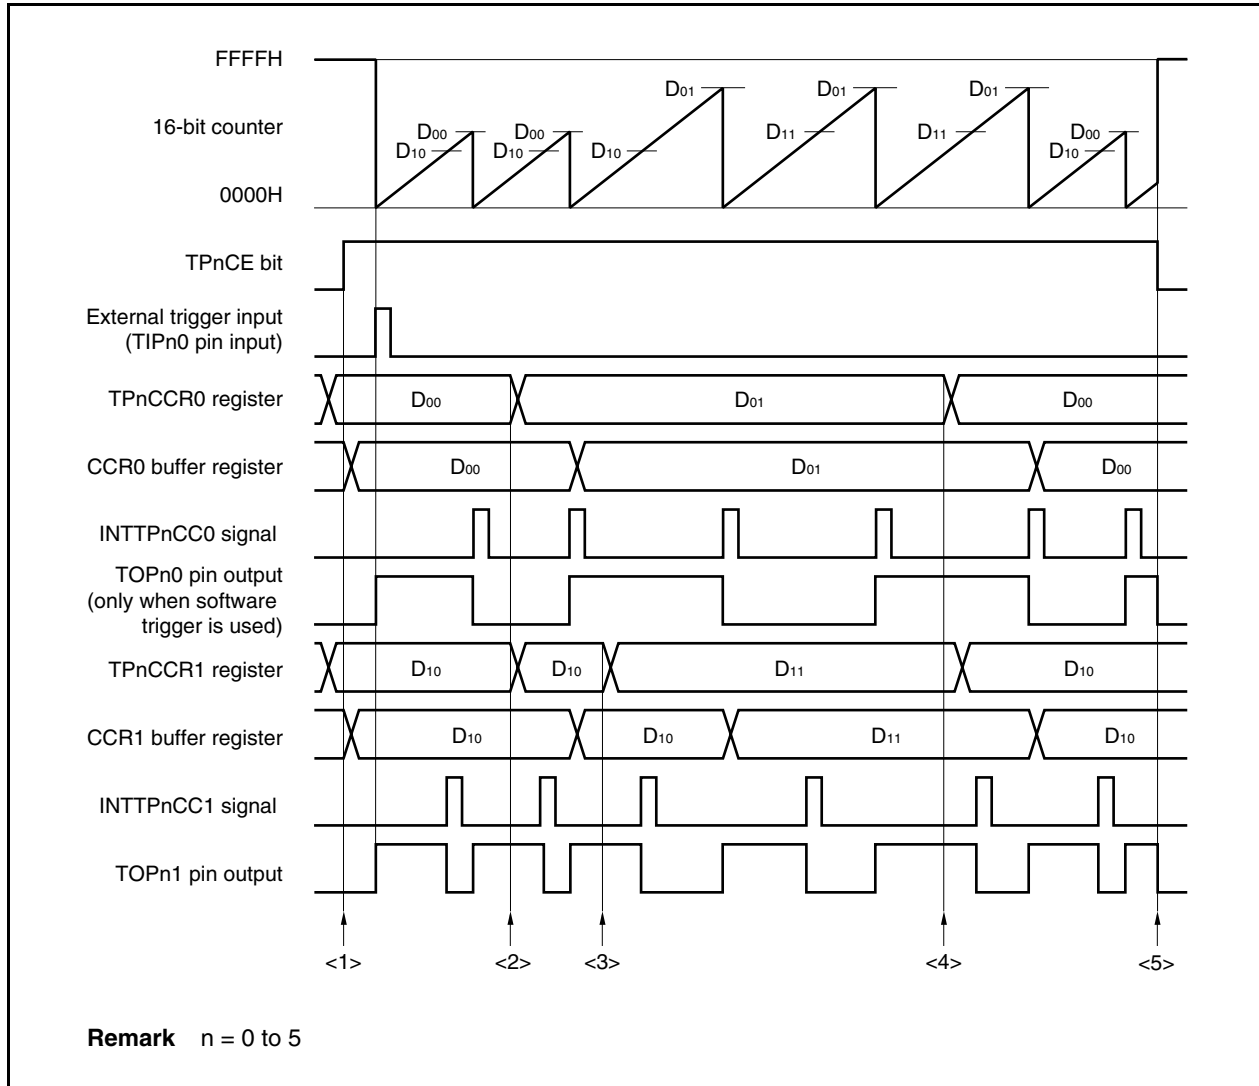 FFFFH
16-bit counter
0000H
D00 D00 D01 D01 D01 D00
D10 D10 D10 D11 D11 D10
TPnCE bit
External trigger input
(TIPn0 pin input)
TPnCCR0 register D00 D01 D00
CCR0 buffer register D00 D01 D00
INTTPnCC0 signal
TOPn0 pin output
(only when software
trigger is used)
TPnCCR1 register D10 D10 D11 D10
CCR1 buffer register D10 D10 D11 D10
INTTPnCC1 signal
TOPn1 pin output
<1> <2> <3> <4> <5>
Remark n = 0 to 5